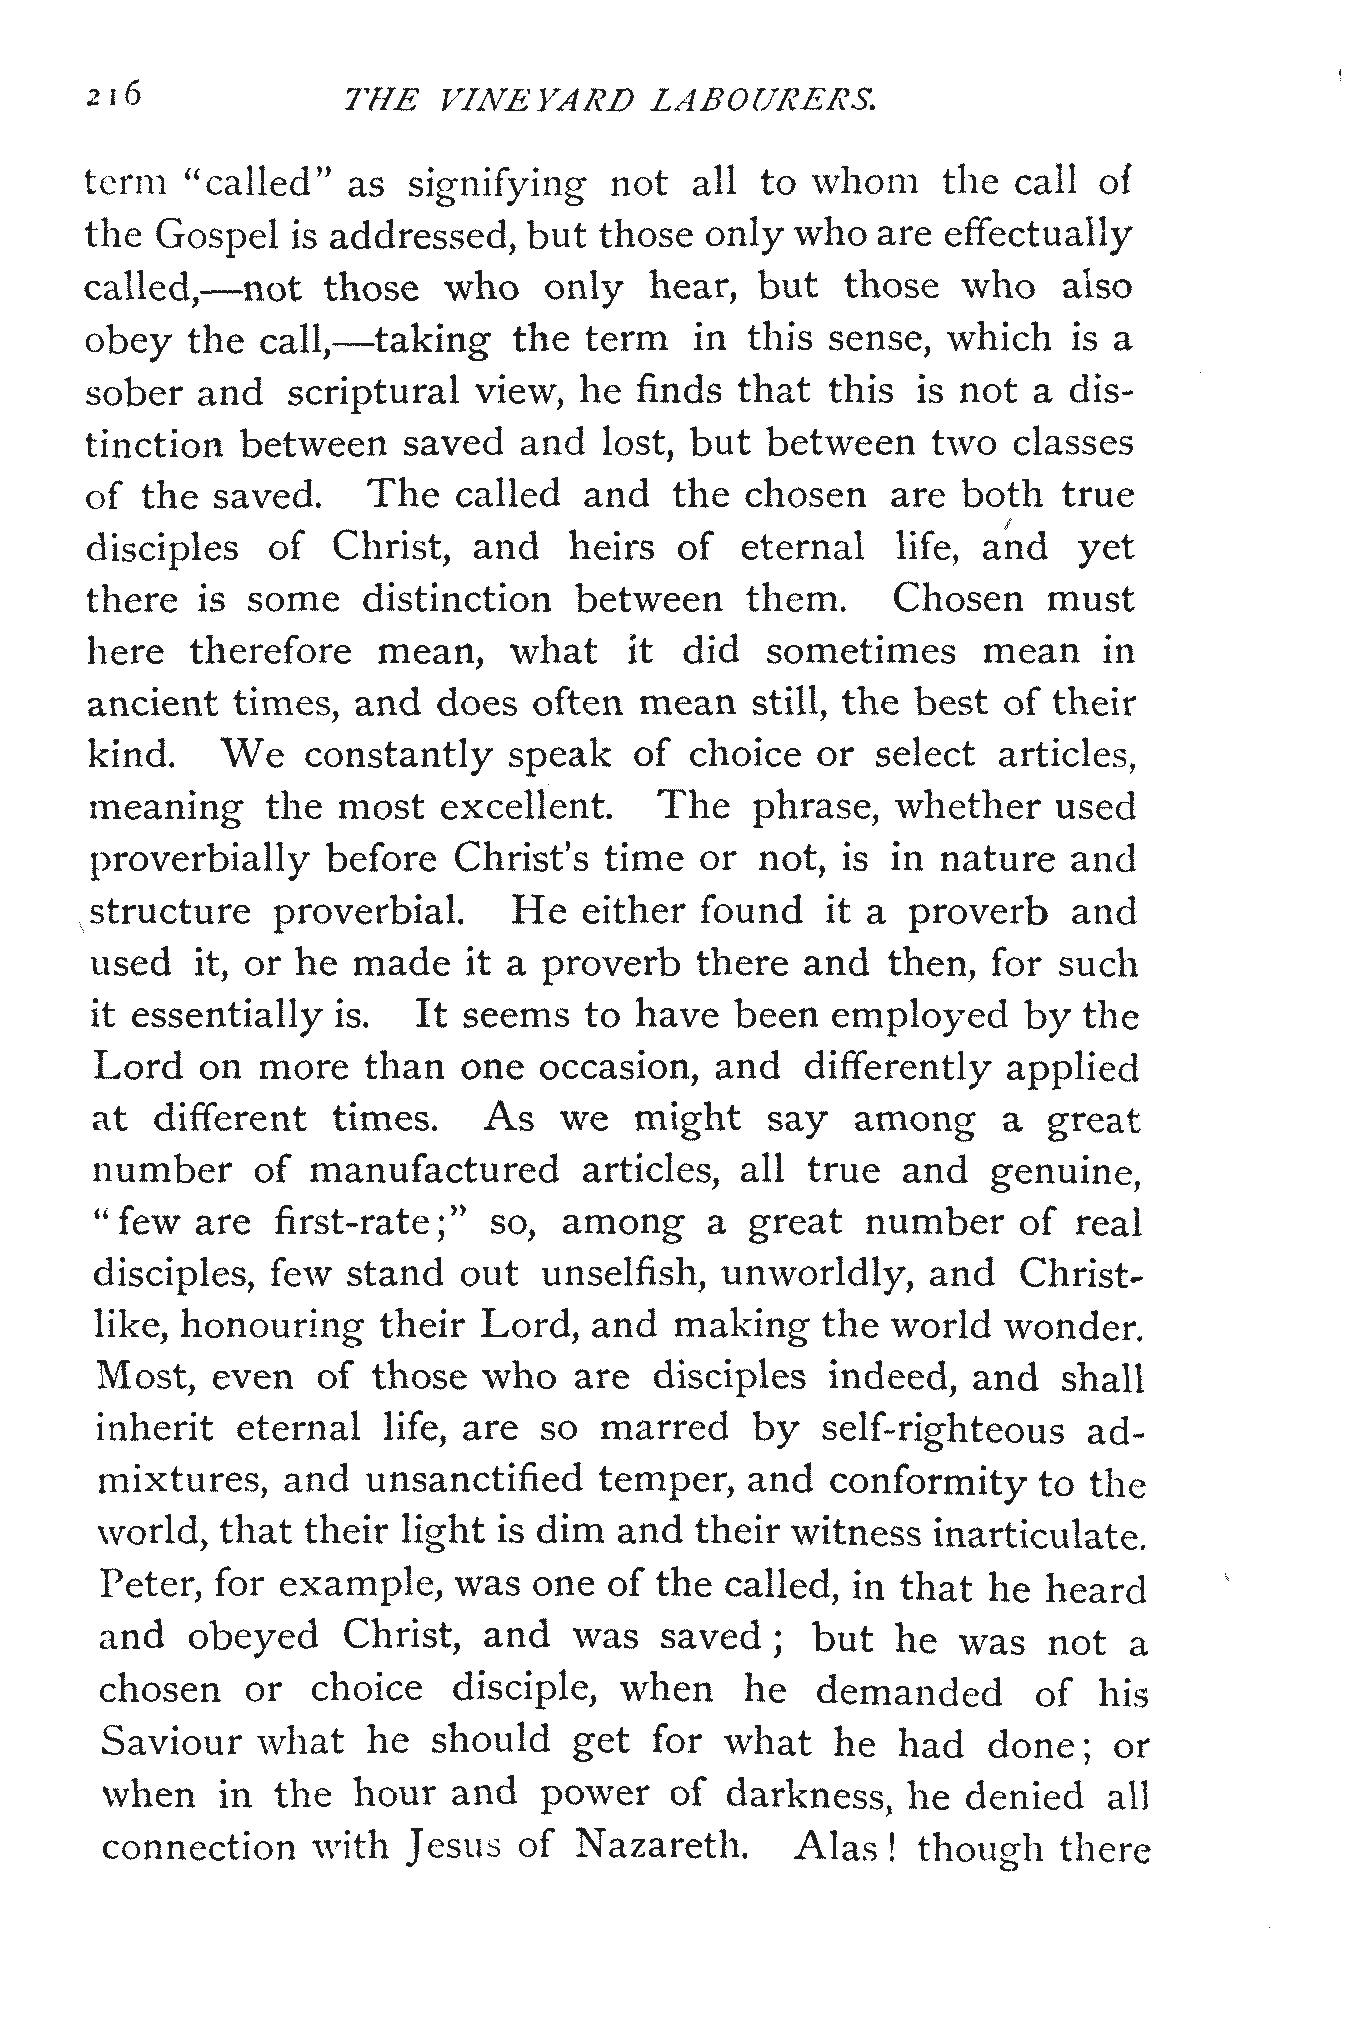 216 THE VINEYARD LABOURERS.
term "called" as signifying not all to whom the call of
the Gospel is addressed, but those only who are effectually
called,—not those who only hear, but those who also
obey the call,—taking the term in this sense, which is a
sober and scriptural view, he finds that this is not a dis-
tinction between saved and lost, but between two classes
of the saved. The called and the chosen are both true
disciples of Christ, and heirs of eternal life, and yet
there is some distinction between them. Chosen must
here therefore mean, what it did sometimes mean in
ancient times, and does often mean still, the best of their
kind. We constantly speak of choice or select articles,
meaning the most excellent. The phrase, whether used
proverbially before Christ's time or not, is in nature and
structure proverbial. He either found it a proverb and
used it, or he made it a proverb there and then, for such
it essentially is. It seems to have been employed by the
Lord on more than one occasion, and differently applied
at different times. As we might say among a great
number of manufactured articles, all true and genuine,
"few are first-rate;" so, among a great number of real
disciples, few stand out unselfish, unworldly, and Christ-
like, honouring their Lord, and making the world wonder.
Most, even of those who are disciples indeed, and shall
inherit eternal life, are so marred by self-righteous ad-
mixtures, and unsanctified temper, and conformity to the
world, that their light is dim and their witness inarticulate.
Peter, for example, was one of the called, in that he heard
and obeyed Christ, and was saved; but he was not a
chosen or choice disciple, when he demanded of his
Saviour what he should get for what he had done; or
when in the hour and power of darkness, he denied all
connection with Jesus of Nazareth. Alas! though there